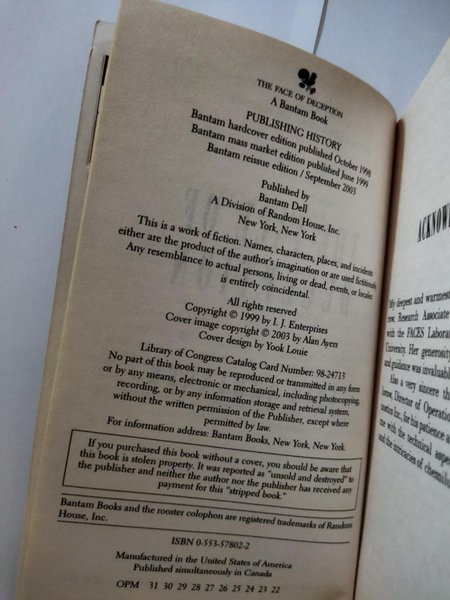 THE FACE OF DECEPTION
A Bantam Book
PUBLISHING HISTORY
Bantam hardcover edition published October 1998
Bantam mass market edition published June 1999
Bantam reissue edition / September 2003
Published by
Bantam Dell
A Division of Random House, Inc.
New York, New York
This is a work of fiction. Names, characters, places, and incidents
either are the product of the author's imagination or are used fictitiously.
Any resemblance to actual persons, living or dead, events, or locales
is entirely coincidental.
All rights reserved
Copyright © 1999 by I. J. Enterprises
Cover image copyright © 2003 by Alan Ayers
Cover design by Yook Louie
Library of Congress Catalog Card Number: 98-24713
No part of this book may be reproduced or transmitted in any form
or by any means, electronic or mechanical, including photocopying,
recording, or by any information storage and retrieval system,
without the written permission of the Publisher, except where
permitted by law.
For information address: Bantam Books, New York, New York
If you purchased this book without a cover, you should be aware that
this book is stolen property. It was reported as "unsold and destroyed" to
the publisher and neither the author nor the publisher has received any
payment for this "stripped book."
Bantam Books and the rooster colophon are registered trademarks of Random
House, Inc.
ISBN 0-553-57802-2
Manufactured in the United States of America
Published simultaneously in Canada
OPM 31 30 29 28 27 26 25 24 23 22
ACKNOW
My deepest and warmest
row, Research Associate
with the FACES Labora
University. Her generosity
and guidance was invaluabl
Also a very sincere th
Director of Operatio
Inc., for his patience a
me with the technical aspe
and the intricacies of chemilu